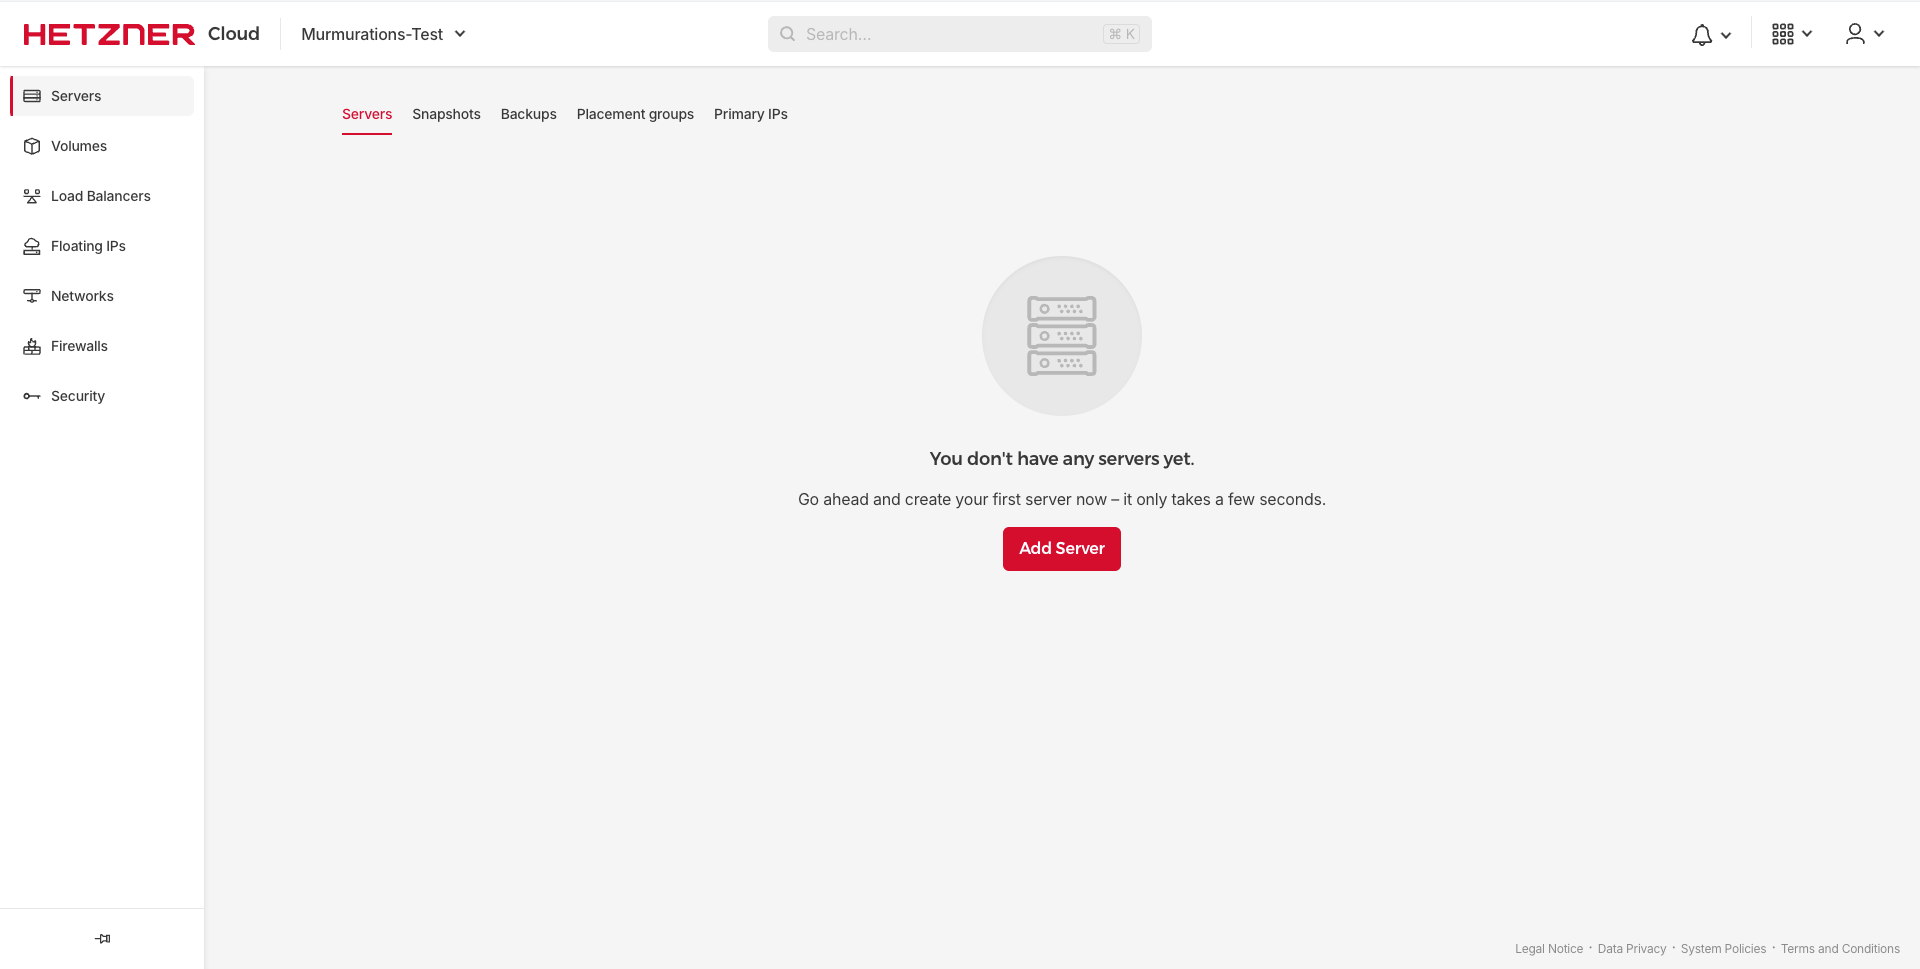 HETZNER Cloud
Murmurations-Test
Search...
⌘ K
Servers
Volumes
Load Balancers
Floating IPs
Networks
Firewalls
Security
Servers Snapshots Backups Placement groups Primary IPs
You don't have any servers yet.
Go ahead and create your first server now – it only takes a few seconds.
Add Server
Legal Notice · Data Privacy · System Policies · Terms and Conditions